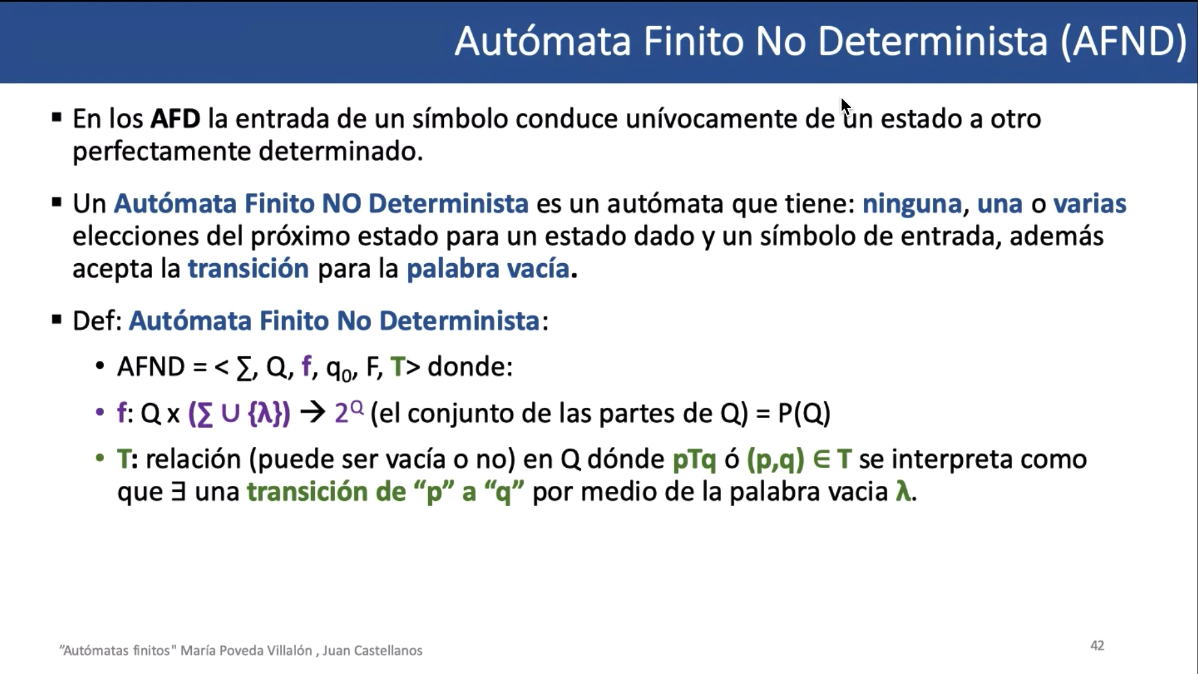 Autómata Finito No Determinista (AFND)
▪ En los AFD la entrada de un símbolo conduce unívocamente de un estado a otro
perfectamente determinado.
▪ Un Autómata Finito NO Determinista es un autómata que tiene: ninguna, una o varias
elecciones del próximo estado para un estado dado y un símbolo de entrada, además
acepta la transición para la palabra vacía.
▪ Def: Autómata Finito No Determinista:
• AFND = < ∑, Q, f, q₀, F, T> donde:
• f: Q x (∑ ∪ {λ}) → 2^Q (el conjunto de las partes de Q) = P(Q)
• T: relación (puede ser vacía o no) en Q dónde pTq ó (p,q) ∈ T se interpreta como
que ∃ una transición de “p” a “q” por medio de la palabra vacia λ.
“Autómatas finitos" María Poveda Villalón , Juan Castellanos
42